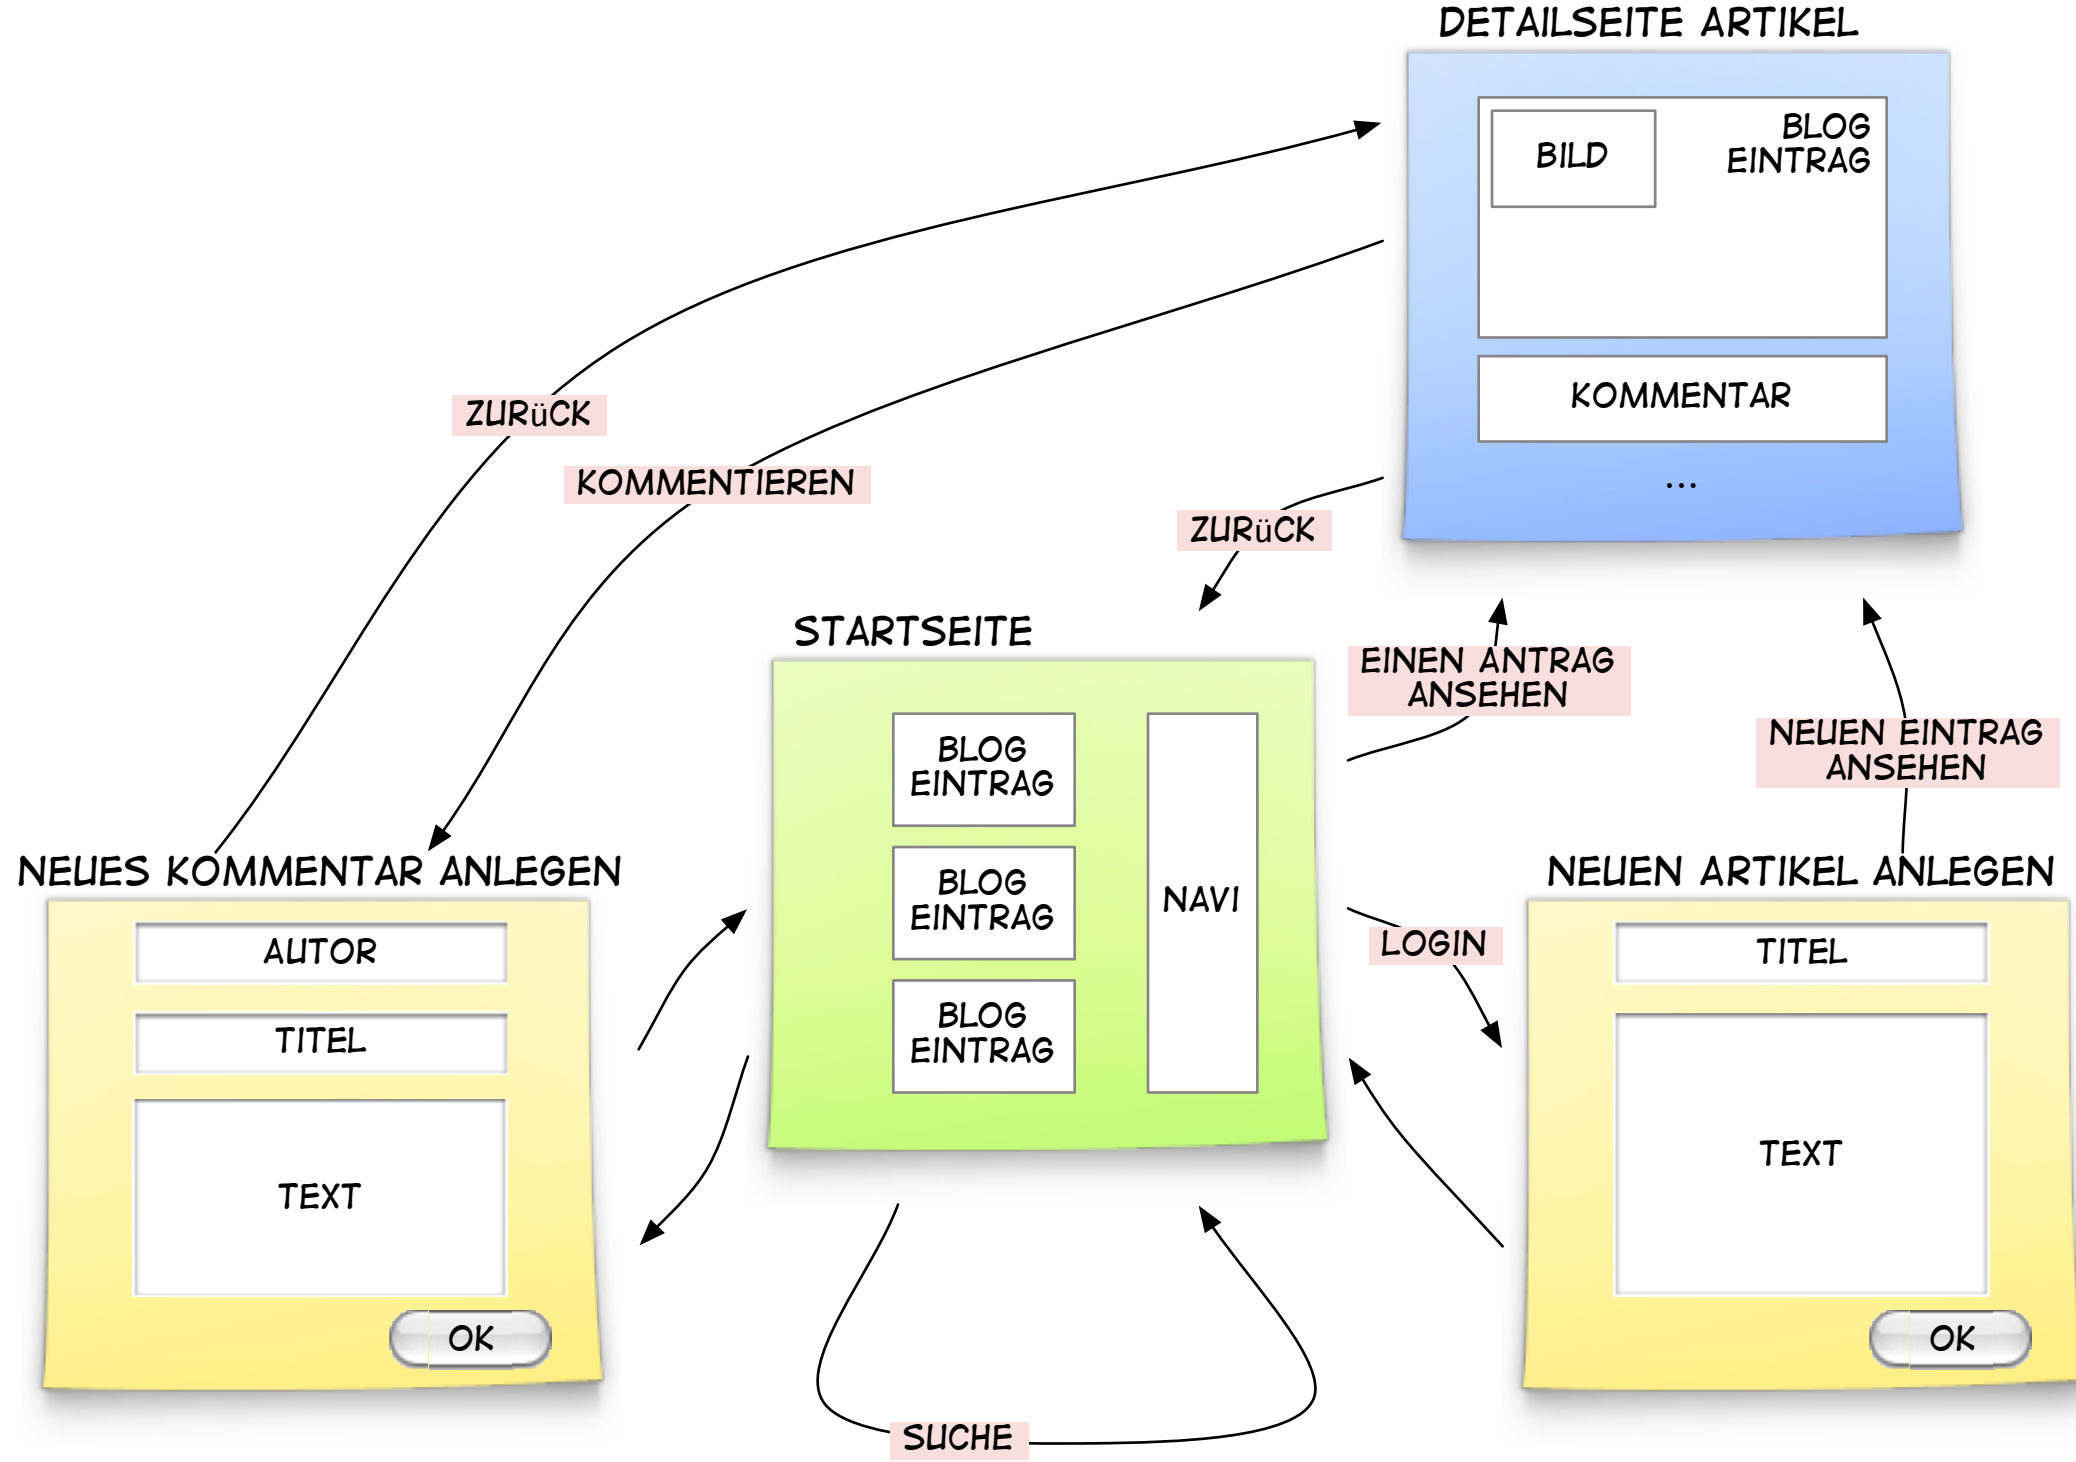 DETAILSEITE ARTIKEL
BILD
BLOG
EINTRAG
KOMMENTAR
...
ZURüCK
KOMMENTIEREN
ZURüCK
STARTSEITE
BLOG
EINTRAG
BLOG
EINTRAG
BLOG
EINTRAG
NAVI
EINEN ANTRAG
ANSEHEN
NEUEN EINTRAG
ANSEHEN
LOGIN
NEUES KOMMENTAR ANLEGEN
AUTOR
TITEL
TEXT
OK
NEUEN ARTIKEL ANLEGEN
TITEL
TEXT
OK
SUCHE